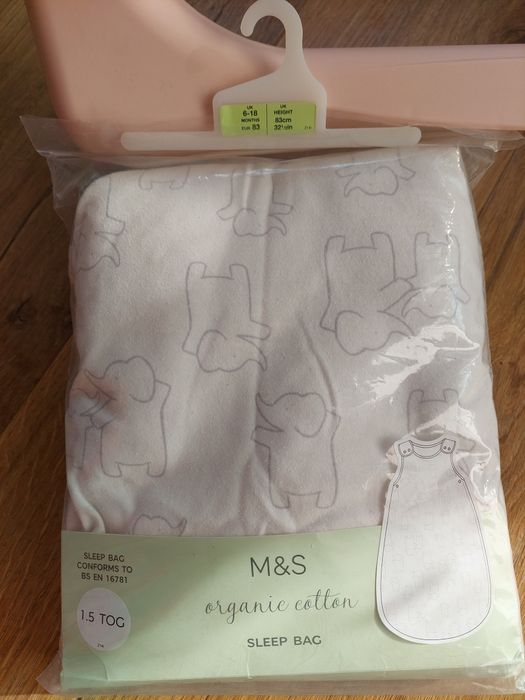 UK
6-18
MONTHS
EUR 83
UK
HEIGHT
83cm
32½in
SLEEP BAG
CONFORMS TO
BS EN 16781
1.5 TOG
M&S
organic cotton
SLEEP BAG